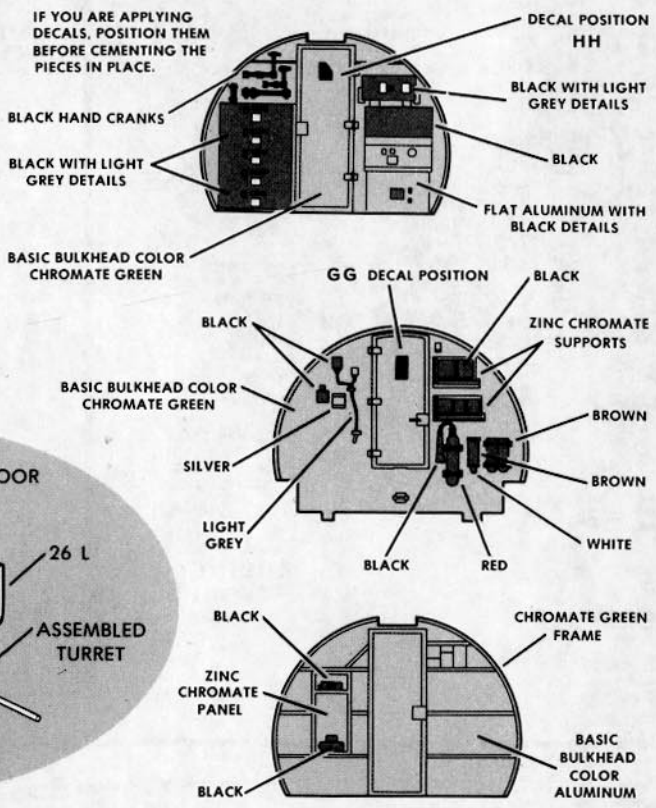 IF YOU ARE APPLYING
DECALS, POSITION THEM
BEFORE CEMENTING THE
PIECES IN PLACE.
DECAL POSITION
HH
BLACK WITH LIGHT
GREY DETAILS
BLACK HAND CRANKS
BLACK
BLACK WITH LIGHT
GREY DETAILS
FLAT ALUMINUM WITH
BLACK DETAILS
BASIC BULKHEAD COLOR
CHROMATE GREEN
GG DECAL POSITION
BLACK
BLACK
ZINC CHROMATE
SUPPORTS
BASIC BULKHEAD COLOR
CHROMATE GREEN
BROWN
SILVER
BROWN
LIGHT
GREY
WHITE
BLACK
RED
OOR
26 L
ASSEMBLED
TURRET
BLACK
CHROMATE GREEN
FRAME
ZINC
CHROMATE
PANEL
BLACK
BASIC
BULKHEAD
COLOR
ALUMINUM